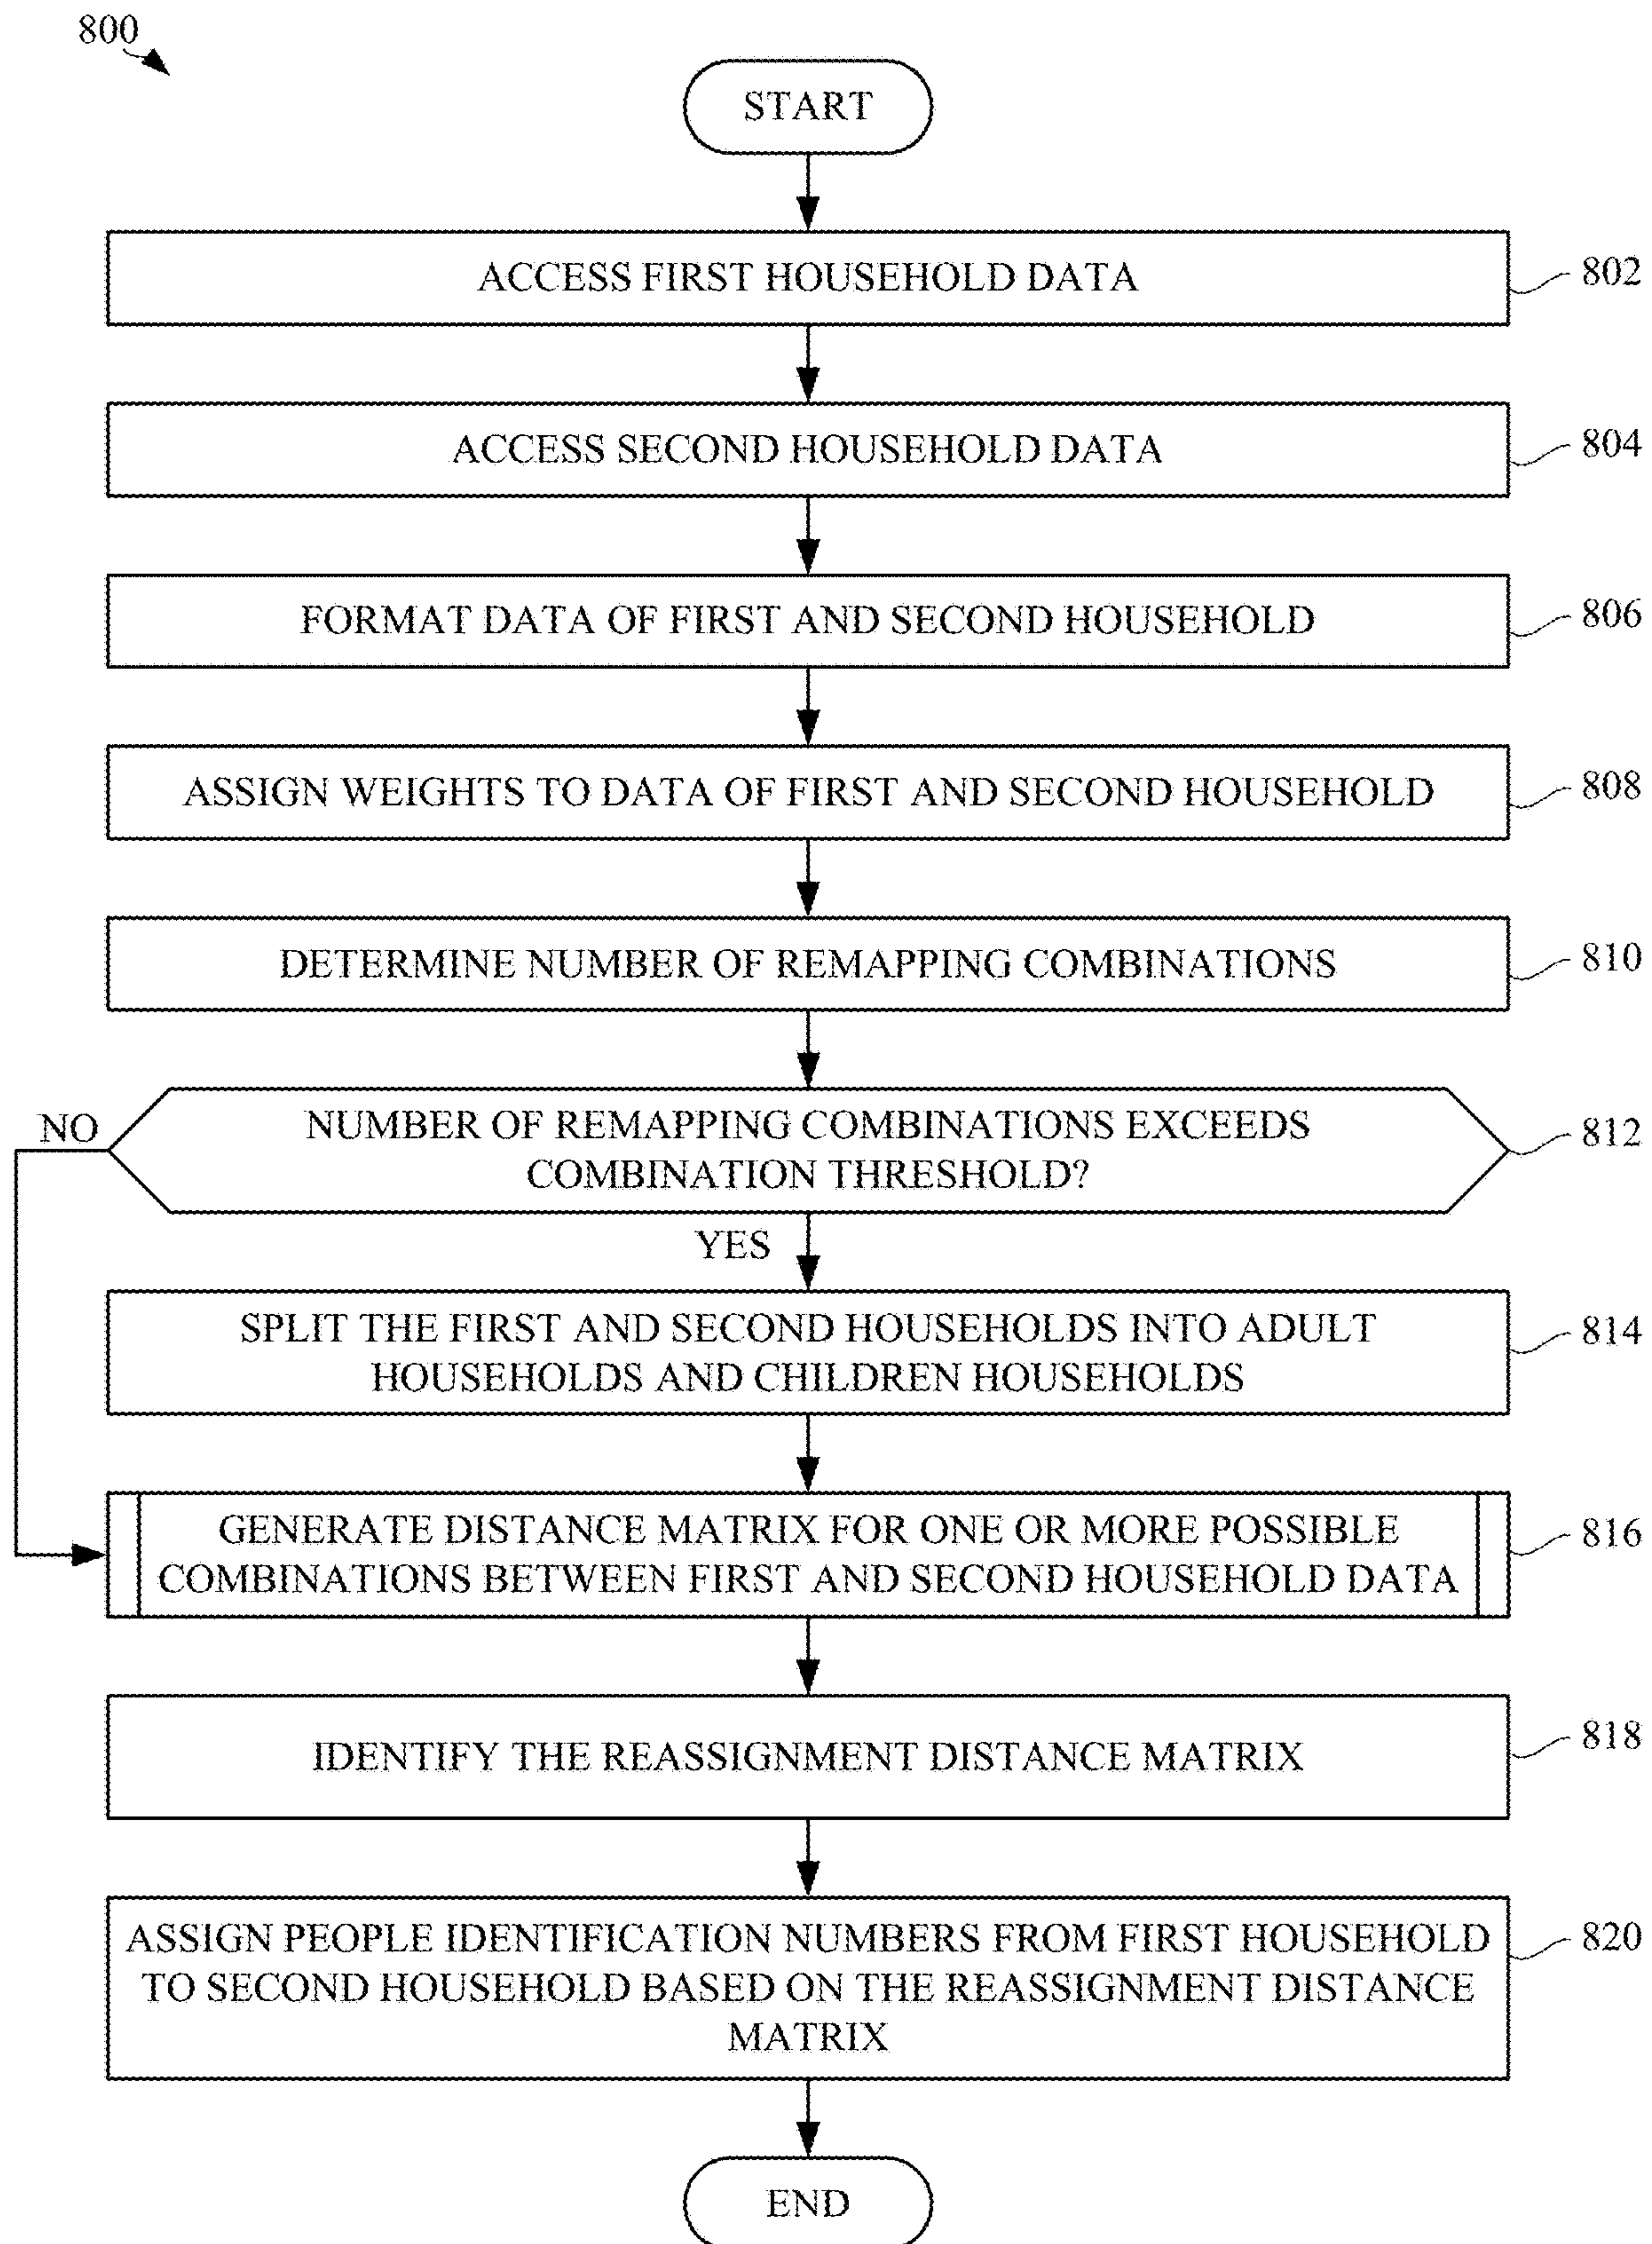 800
START
ACCESS FIRST HOUSEHOLD DATA
802
ACCESS SECOND HOUSEHOLD DATA
804
FORMAT DATA OF FIRST AND SECOND HOUSEHOLD
806
ASSIGN WEIGHTS TO DATA OF FIRST AND SECOND HOUSEHOLD
808
DETERMINE NUMBER OF REMAPPING COMBINATIONS
810
NO
NUMBER OF REMAPPING COMBINATIONS EXCEEDS
COMBINATION THRESHOLD?
812
YES
SPLIT THE FIRST AND SECOND HOUSEHOLDS INTO ADULT
HOUSEHOLDS AND CHILDREN HOUSEHOLDS
814
GENERATE DISTANCE MATRIX FOR ONE OR MORE POSSIBLE
COMBINATIONS BETWEEN FIRST AND SECOND HOUSEHOLD DATA
816
IDENTIFY THE REASSIGNMENT DISTANCE MATRIX
818
ASSIGN PEOPLE IDENTIFICATION NUMBERS FROM FIRST HOUSEHOLD
TO SECOND HOUSEHOLD BASED ON THE REASSIGNMENT DISTANCE
MATRIX
820
END